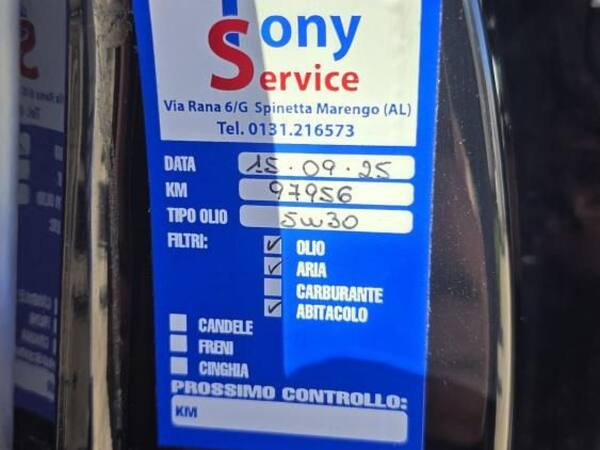 Tony
Service
Via Rana 6/G Spinetta Marengo (AL)
Tel. 0131.216573
DATA 15.09.25
KM 97956
TIPO OLIO 5W30
FILTRI: OLIO
ARIA
CARBURANTE
ABITACOLO
CANDELE
FRENI
CINGHIA
PROSSIMO CONTROLLO:
KM